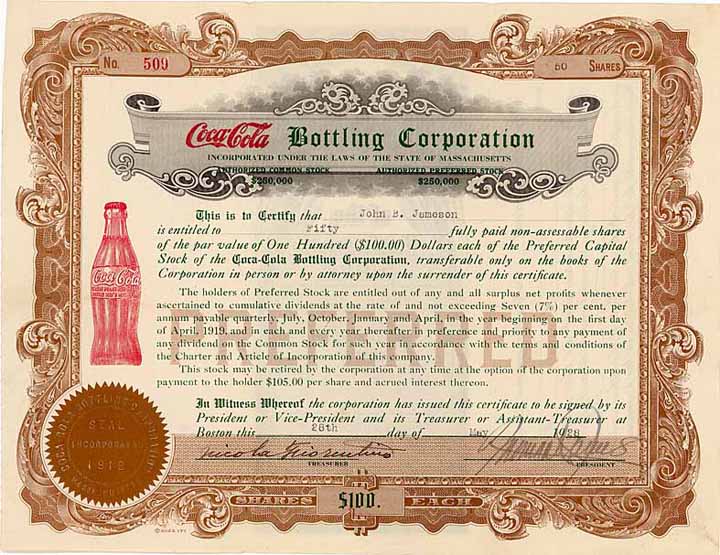 No. 509
50 SHARES
Coca-Cola Bottling Corporation
INCORPORATED UNDER THE LAWS OF THE STATE OF MASSACHUSETTS
AUTHORIZED COMMON STOCK AUTHORIZED PREFERRED STOCK
$250,000 $250,000
This is to Certify that John B. Jameson
is entitled to Fifty fully paid non-assessable shares
of the par value of One Hundred ($100.00) Dollars each of the Preferred Capital
Stock of the Coca-Cola Bottling Corporation, transferable only on the books of the
Corporation in person or by attorney upon the surrender of this certificate.
PREFERRED
The holders of Preferred Stock are entitled out of any and all surplus net profits whenever
ascertained to cumulative dividends at the rate of and not exceeding Seven (7%) per cent, per
annum, payable quarterly, July, October, January and April, in the year beginning on the first day
of April, 1919, and in each and every year thereafter in preference and priority to any payment of
any dividend on the Common Stock for such year in accordance with the terms and conditions of
the Charter and Article of Incorporation of this company.
This stock may be retired by the corporation at any time at the option of the corporation upon
payment to the holder $105.00 per share and accrued interest thereon.
In Witness Whereof the corporation has issued this certificate to be signed by its
President or Vice-President and its Treasurer or Assistant-Treasurer at
Boston this 28th day of May 1928
TREASURER
PRESIDENT
Coca-Cola
COCA-COLA BOTTLING CORPORATION
SEAL
INCORPORATED
1919
SHARES $100. EACH